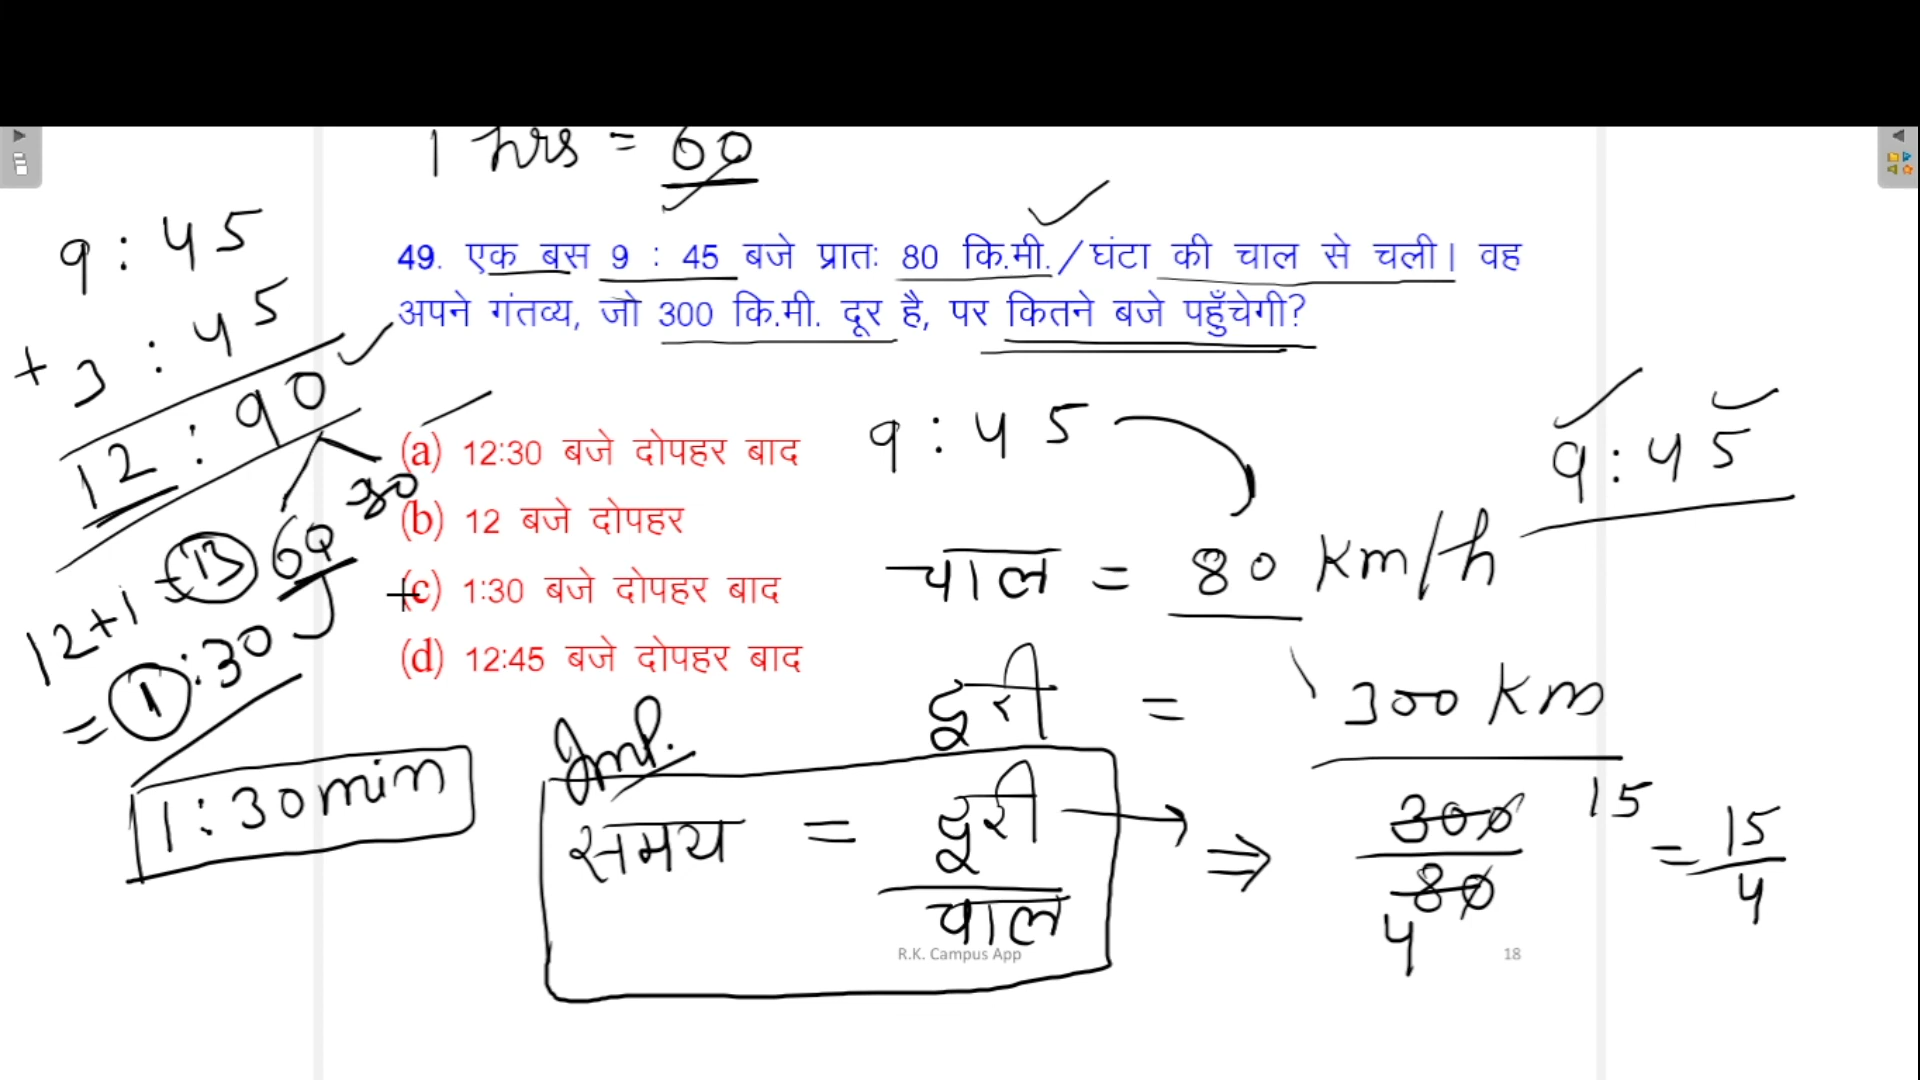 1 hrs = 60
49. एक बस 9 : 45 बजे प्रातः 80 कि.मी./घंटा की चाल से चली। वह
अपने गंतव्य, जो 300 कि.मी. दूर है, पर कितने बजे पहुँचेगी?
(a) 12:30 बजे दोपहर बाद
(b) 12 बजे दोपहर
(c) 1:30 बजे दोपहर बाद
(d) 12:45 बजे दोपहर बाद
9 : 45
+ 3 : 45
12 : 90
60 30
12+1 = 13
= 1 : 30
1 : 30 min
9 : 45
9 : 45
चाल = 80 km/h
दूरी = 300 km
Imp.
समय = दूरी
चाल
⇒ 300 15 = 15
80 4
4
R.K. Campus App
18